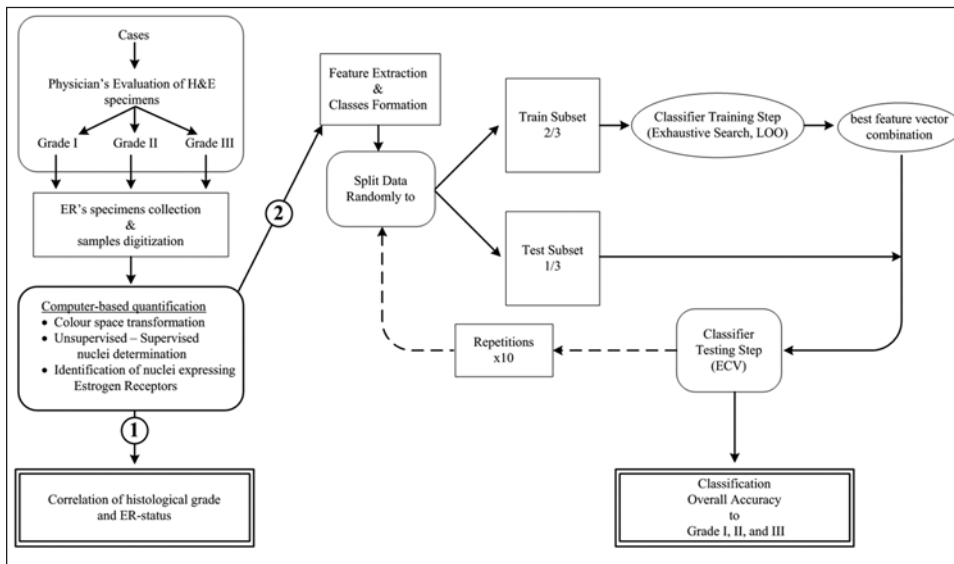 Cases
Physician's Evaluation of H&E
specimens
Grade I
Grade II
Grade III
ER's specimens collection
&
samples digitization
Computer-based quantification
• Colour space transformation
• Unsupervised – Supervised
nuclei determination
• Identification of nuclei expressing
Estrogen Receptors
1
Correlation of histological grade
and ER-status
2
Feature Extraction
&
Classes Formation
Split Data
Randomly to
Train Subset
2/3
Classifier Training Step
(Exhaustive Search, LOO)
best feature vector
combination
Test Subset
1/3
Classifier
Testing Step
(ECV)
Repetitions
x10
Classification
Overall Accuracy
to
Grade I, II, and III